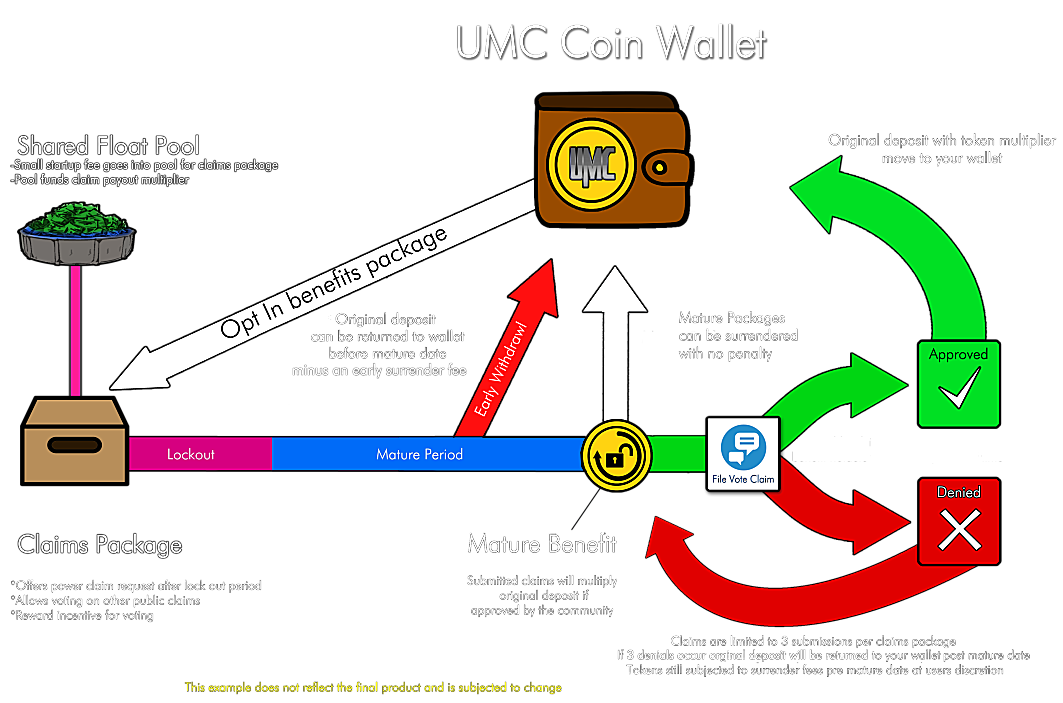 UMC Coin Wallet
Shared Float Pool
-Small startup fee goes into pool for claims package
-Pool funds claim payout multiplier
UMC
Original deposit with token multiplier
move to your wallet
Opt In benefits package
Original deposit
can be returned to wallet
before mature date
minus an early surrender fee
Early Withdrawl
Mature Packages
can be surrendered
with no penalty
Approved
Lockout
Mature Period
File Vote Claim
Denied
Claims Package
*Offers power claim request after lock out period
*Allows voting on other public claims
*Reward incentive for voting
Mature Benefit
Submitted claims will multiply
original deposit if
approved by the community
Claims are limited to 3 submissions per claims package
If 3 denials occur orginal deposit will be returned to your wallet post mature date
Tokens still subjected to surrender fees pre mature date at users discretion
This example does not reflect the final product and is subjected to change